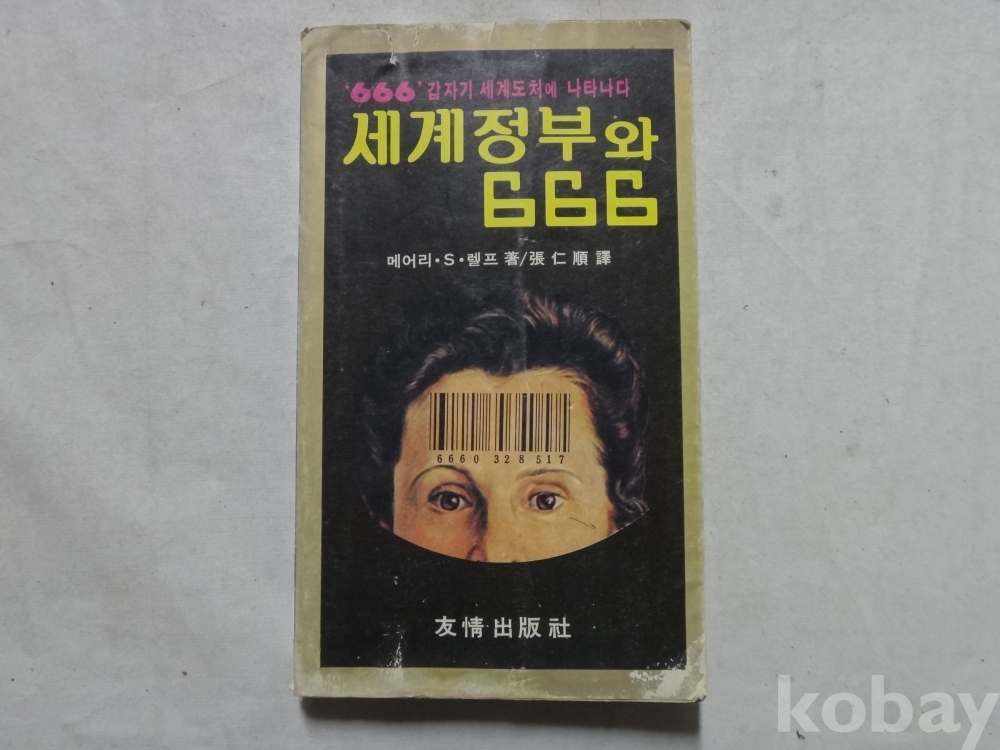 '666' 갑자기 세계도처에 나타나다
세계정부와
666
메어리·S·렐프 著/張仁順 譯
6660 328 517
友情出版社
kobay